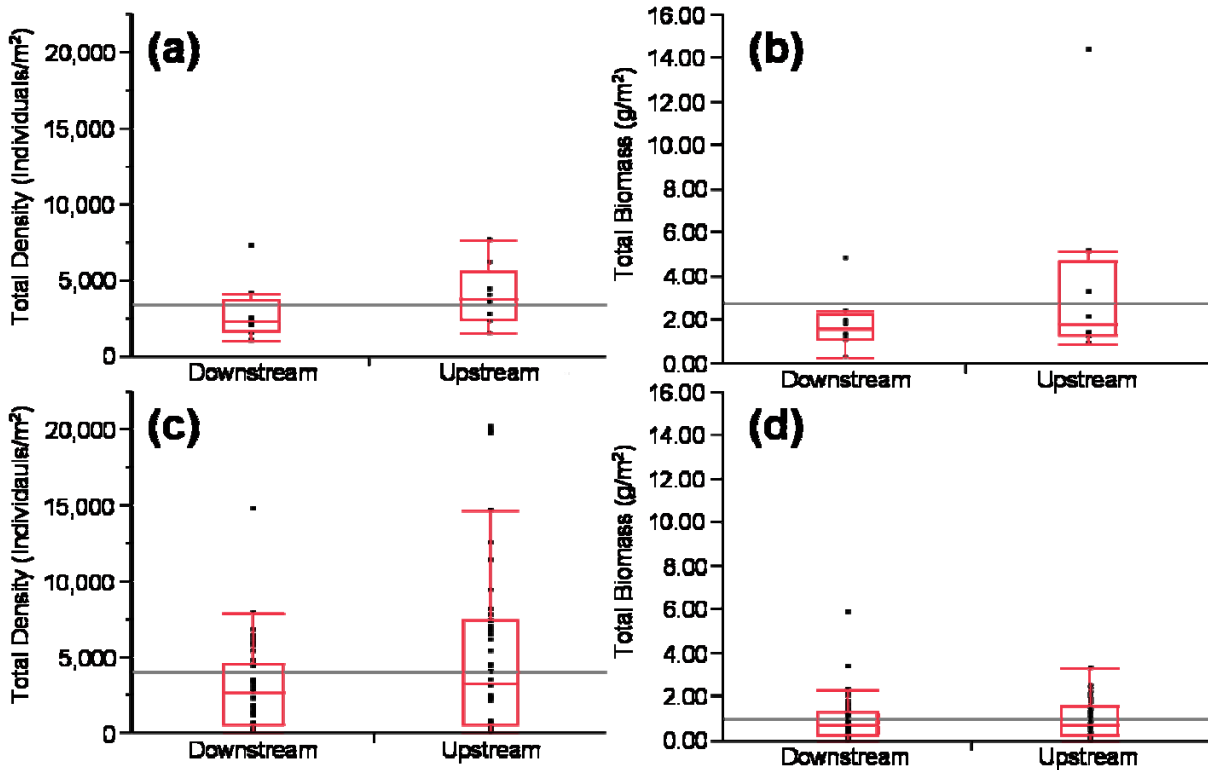 (a)
Total Density (Individuals/m²)
20,000
15,000
10,000
5,000
0
Downstream
Upstream
(b)
Total Biomass (g/m²)
16.00
14.00
12.00
10.00
8.00
6.00
4.00
2.00
0.00
Downstream
Upstream
(c)
Total Density (Individauls/m²)
20,000
15,000
10,000
5,000
0
Downstream
Upstream
(d)
Total Biomass (g/m²)
16.00
14.00
12.00
10.00
8.00
6.00
4.00
2.00
0.00
Downstream
Upstream